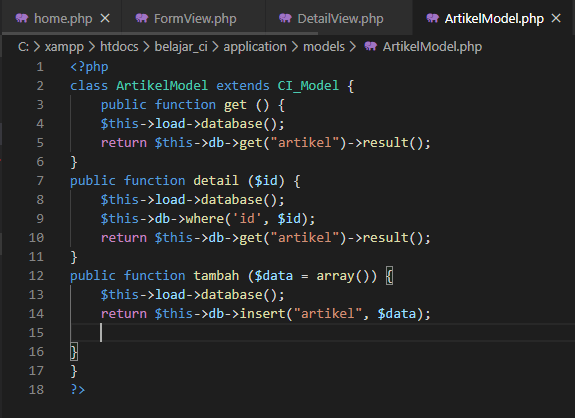 home.php × FormView.php DetailView.php ArtikelModel.php ×
C: > xampp > htdocs > belajar_ci > application > models > ArtikelModel.php
1 <?php
2 class ArtikelModel extends CI_Model {
3     public function get () {
4     $this->load->database();
5     return $this->db->get("artikel")->result();
6 }
7 public function detail ($id) {
8     $this->load->database();
9     $this->db->where('id', $id);
10     return $this->db->get("artikel")->result();
11 }
12 public function tambah ($data = array()) {
13     $this->load->database();
14     return $this->db->insert("artikel", $data);
15
16 }
17 }
18 ?>